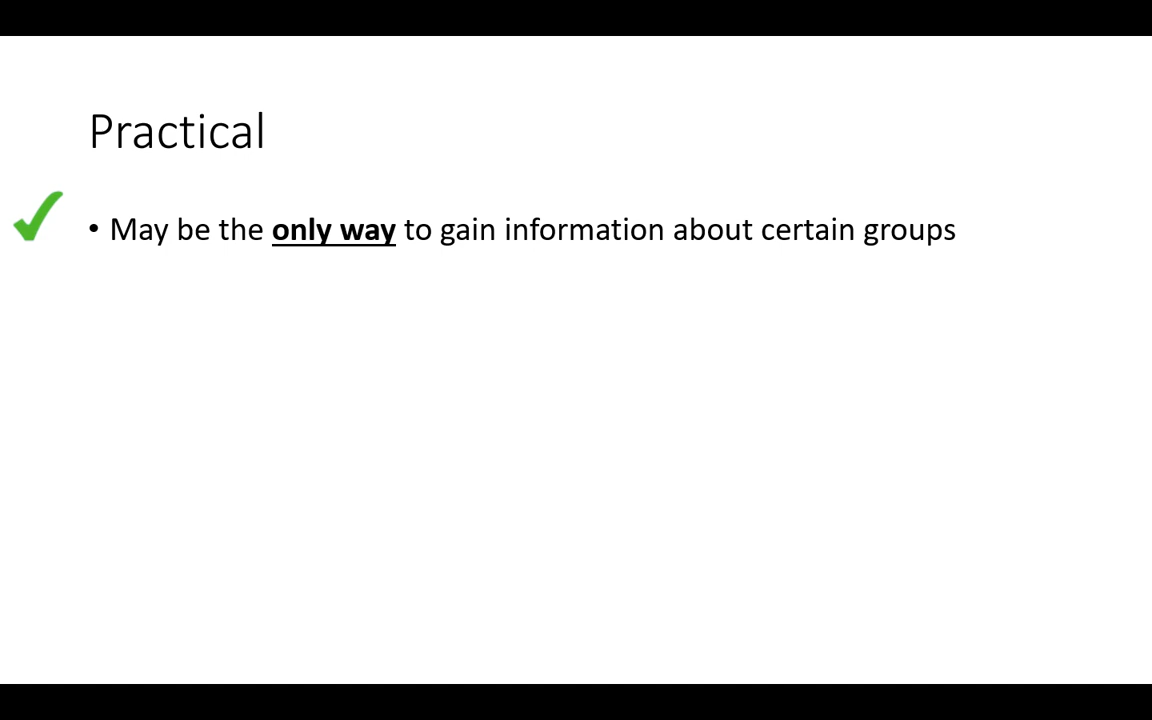 Practical
• May be the only way to gain information about certain groups